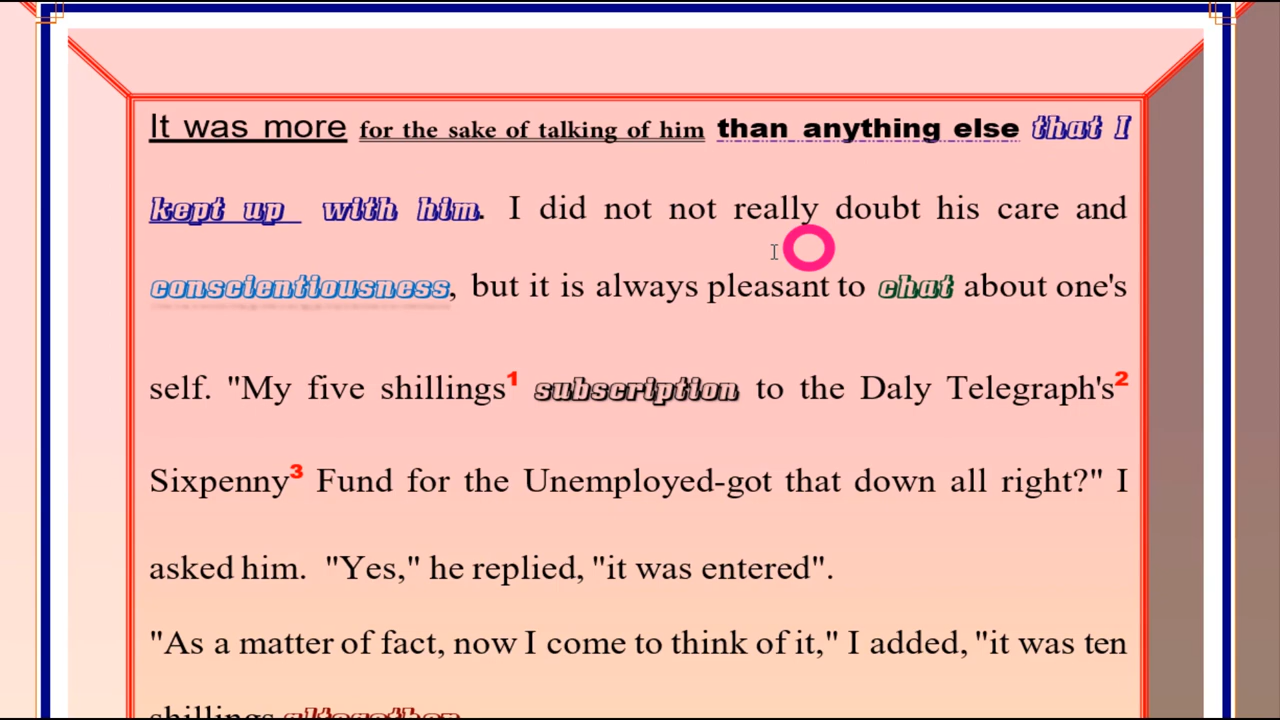 It was more for the sake of talking of him than anything else that I
kept up with him. I did not not really doubt his care and
conscientiousness, but it is always pleasant to chat about one's
self. "My five shillings¹ subscription to the Daly Telegraph's²
Sixpenny³ Fund for the Unemployed-got that down all right?" I
asked him. "Yes," he replied, "it was entered".
"As a matter of fact, now I come to think of it," I added, "it was ten
shillings altogether